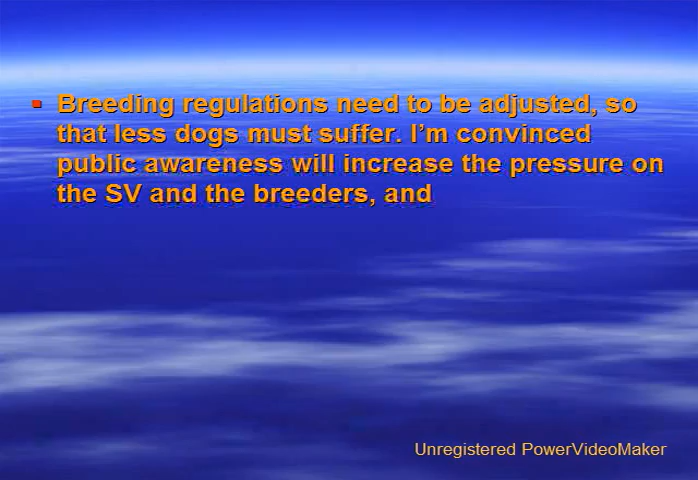 ▪ Breeding regulations need to be adjusted, so
that less dogs must suffer. I'm convinced
public awareness will increase the pressure on
the SV and the breeders, and
Unregistered PowerVideoMaker